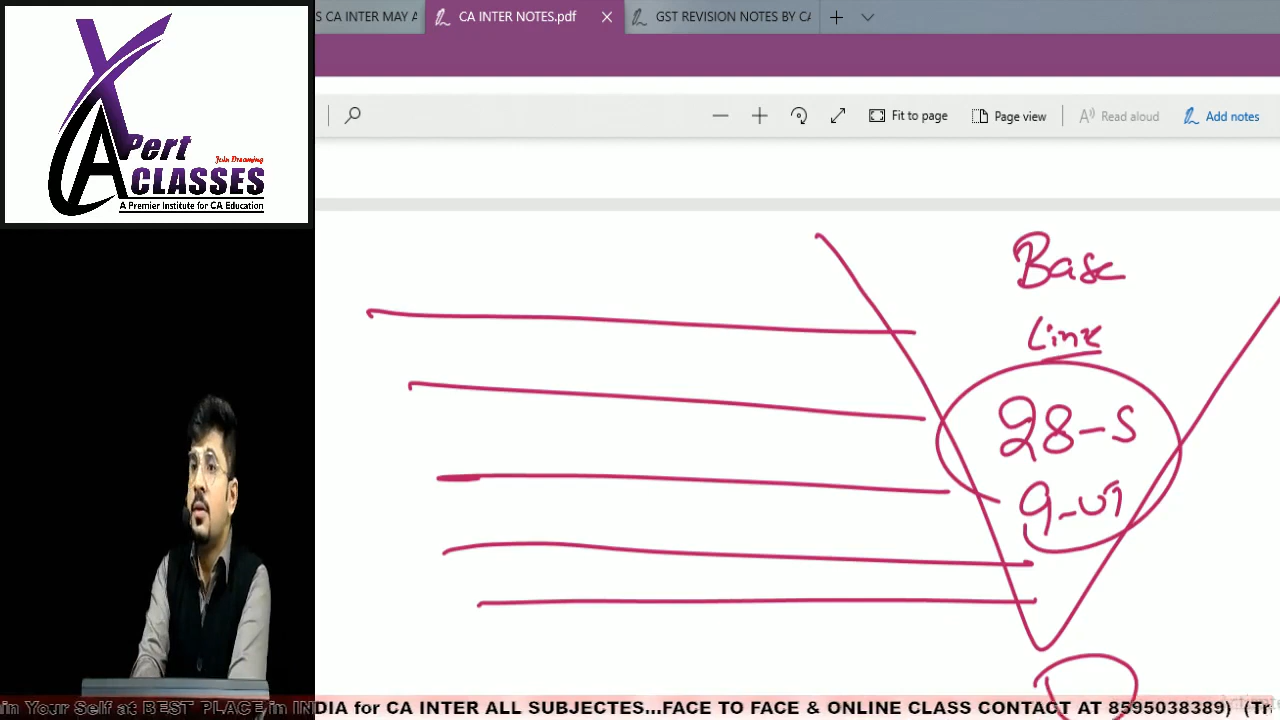 S CA INTER MAY A
CA INTER NOTES.pdf
GST REVISION NOTES BY CA
XPert
Join Dreaming
CLASSES
A Premier Institute for CA Education
Fit to page
Page view
Read aloud
Add notes
Base
Line
28-S
in Your Self at BEST PLACE in INDIA for CA INTER ALL SUBJECTES...FACE TO FACE & ONLINE CLASS CONTACT AT 8595038389) (Tr